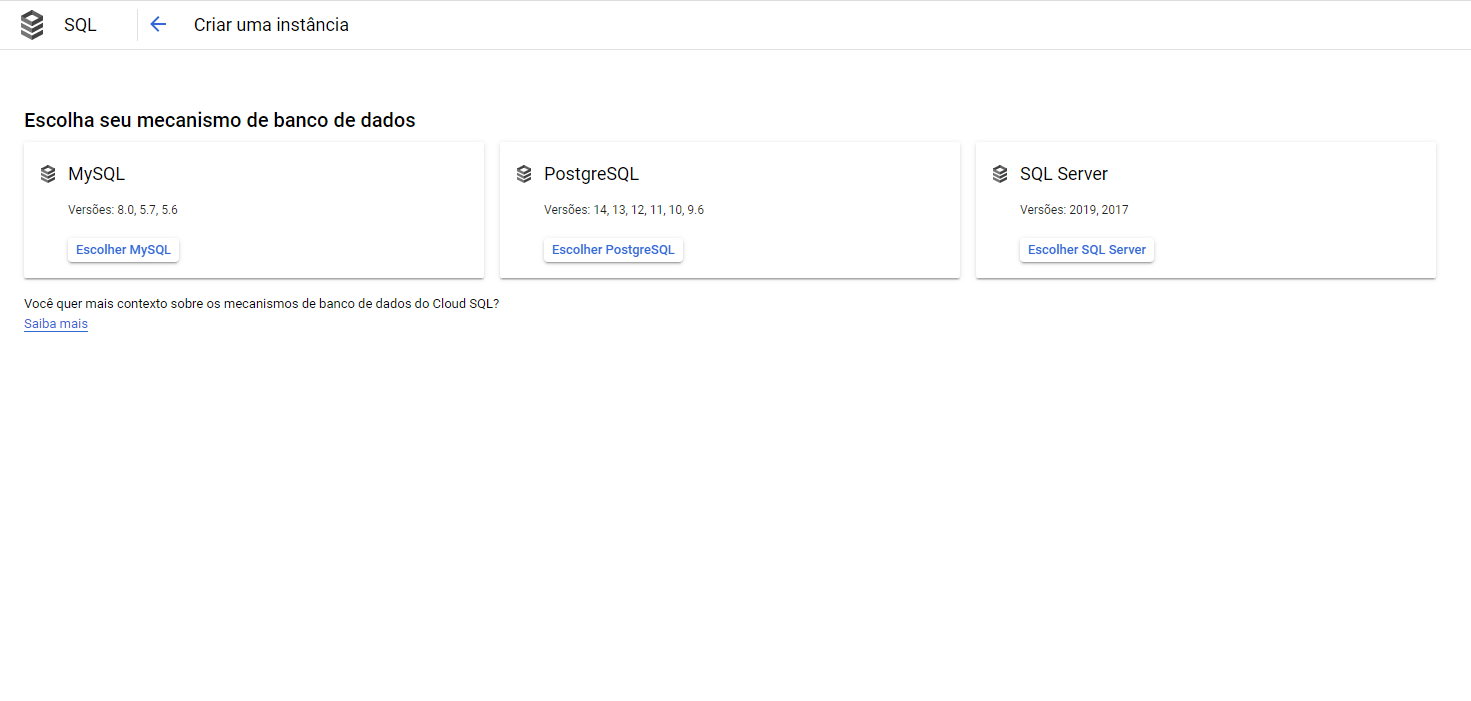 SQL
Criar uma instância
Escolha seu mecanismo de banco de dados
MySQL
Versões: 8.0, 5.7, 5.6
Escolher MySQL
PostgreSQL
Versões: 14, 13, 12, 11, 10, 9.6
Escolher PostgreSQL
SQL Server
Versões: 2019, 2017
Escolher SQL Server
Você quer mais contexto sobre os mecanismos de banco de dados do Cloud SQL?
Saiba mais